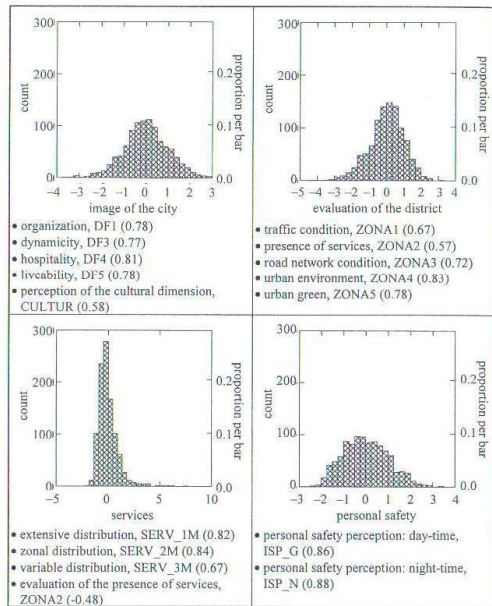 300
200
100
0
count
0.2
0.1
0.0
proportion per bar
−4 −3 −2 −1 0 1 2 3
image of the city
• organization, DF1 (0.78)
• dynamicity, DF3 (0.77)
• hospitality, DF4 (0.81)
• livcability, DF5 (0.78)
• perception of the cultural dimension,
CULTUR (0.58)
300
200
100
0
count
0.2
0.1
0.0
proportion per bar
−5 −4 −3 −2 −1 0 1 2 3 4
evaluation of the district
• traffic condition, ZONA1 (0.67)
• presence of services, ZONA2 (0.57)
• road network condition, ZONA3 (0.72)
• urban environment, ZONA4 (0.83)
• urban green, ZONA5 (0.78)
300
200
100
0
count
0.2
0.1
0.0
proportion per bar
−5 0 5 10
services
• extensive distribution, SERV_1M (0.82)
• zonal distribution, SERV_2M (0.84)
• variable distribution, SERV_3M (0.67)
• evaluation of the presence of services,
ZONA2 (-0.48)
300
200
100
0
count
0.2
0.1
0.0
proportion per bar
−3 −2 −1 0 1 2 3 4
personal safety
• personal safety perception: day-time,
ISP_G (0.86)
• personal safety perception: night-time,
ISP_N (0.88)